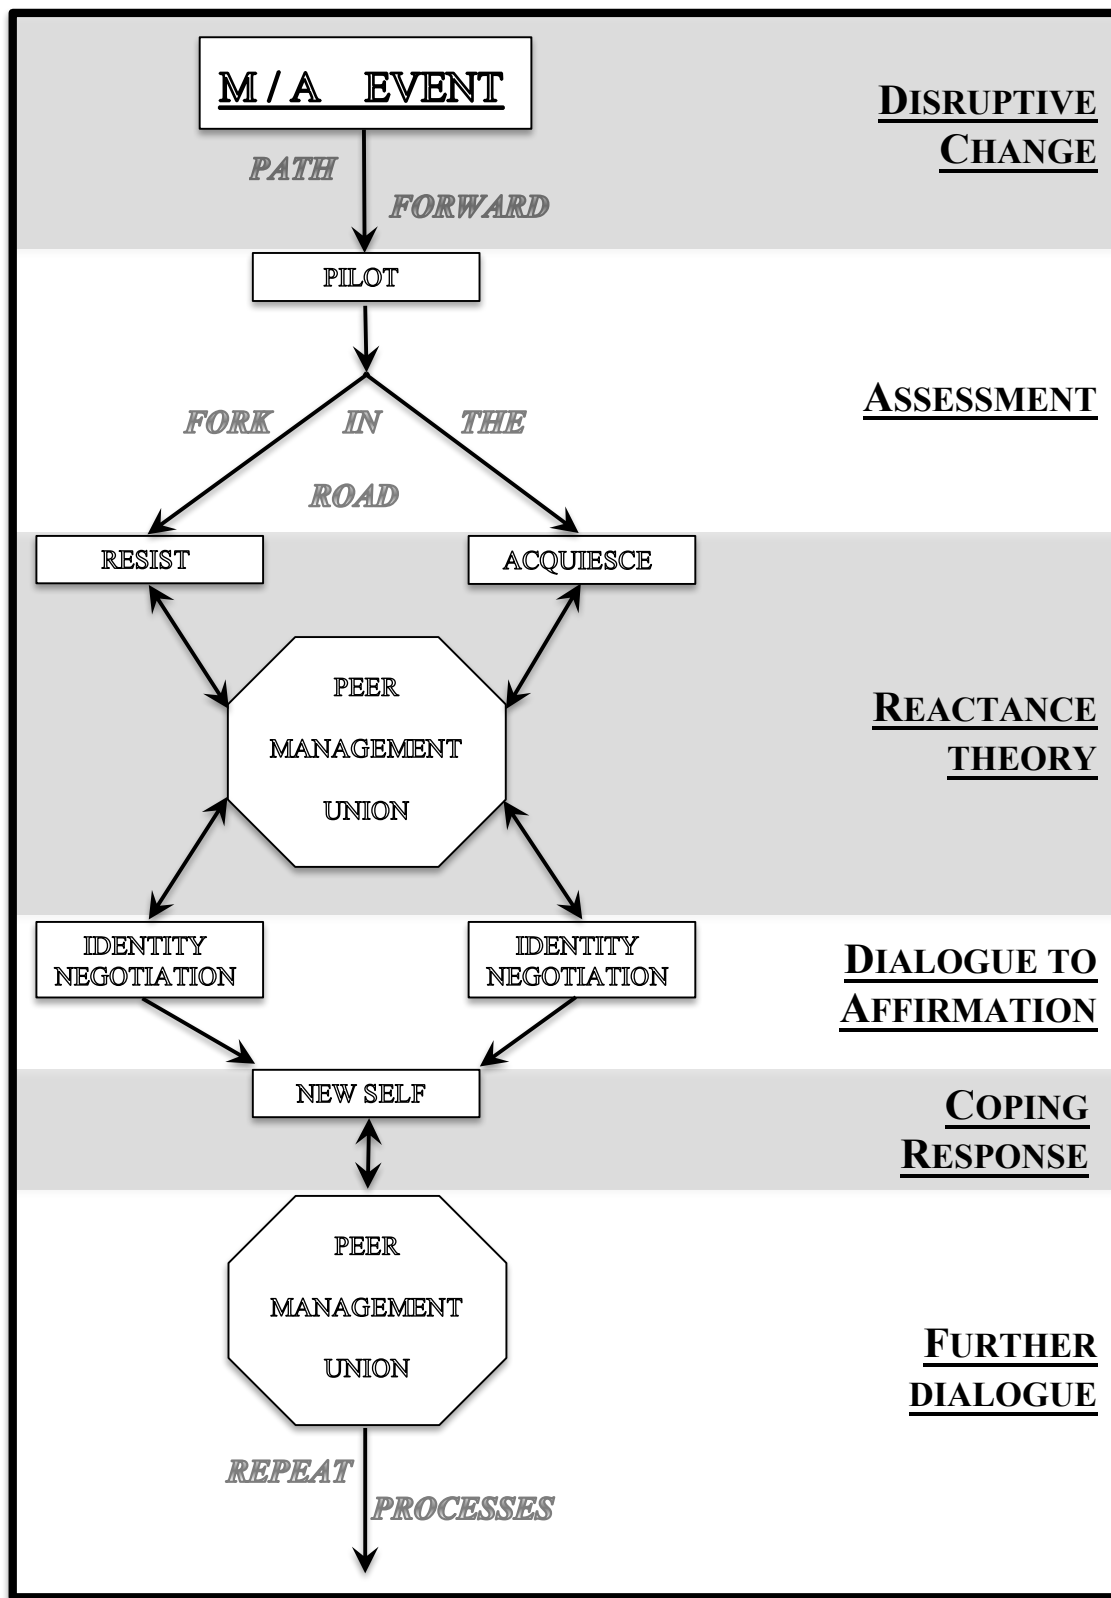 M / A EVENT
DISRUPTIVE
CHANGE
PATH
FORWARD
PILOT
ASSESSMENT
FORK IN THE
ROAD
RESIST
ACQUIESCE
PEER
MANAGEMENT
UNION
REACTANCE
THEORY
IDENTITY
NEGOTIATION
IDENTITY
NEGOTIATION
DIALOGUE TO
AFFIRMATION
NEW SELF
COPING
RESPONSE
PEER
MANAGEMENT
UNION
FURTHER
DIALOGUE
REPEAT
PROCESSES